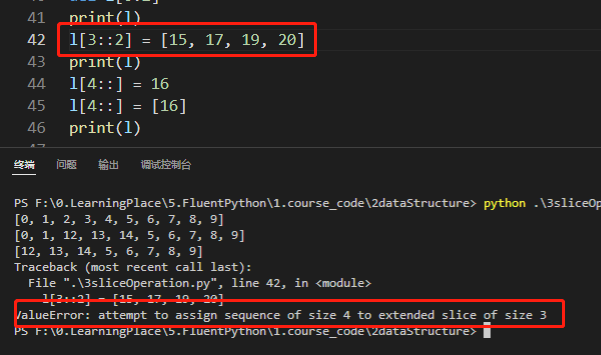 41 print(l)
42 l[3::2] = [15, 17, 19, 20]
43 print(l)
44 l[4::] = 16
45 l[4::] = [16]
46 print(l)
终端 问题 输出 调试控制台
PS F:\0.LearningPlace\5.FluentPython\1.course_code\2dataStructure> python .\3sliceO
[0, 1, 2, 3, 4, 5, 6, 7, 8, 9]
[0, 1, 12, 13, 14, 5, 6, 7, 8, 9]
[12, 13, 14, 5, 6, 7, 8, 9]
Traceback (most recent call last):
File ".\3sliceOperation.py", line 42, in <module>
l[3::2] = [15, 17, 19, 20]
ValueError: attempt to assign sequence of size 4 to extended slice of size 3
PS F:\0.LearningPlace\5.FluentPython\1.course_code\2dataStructure>